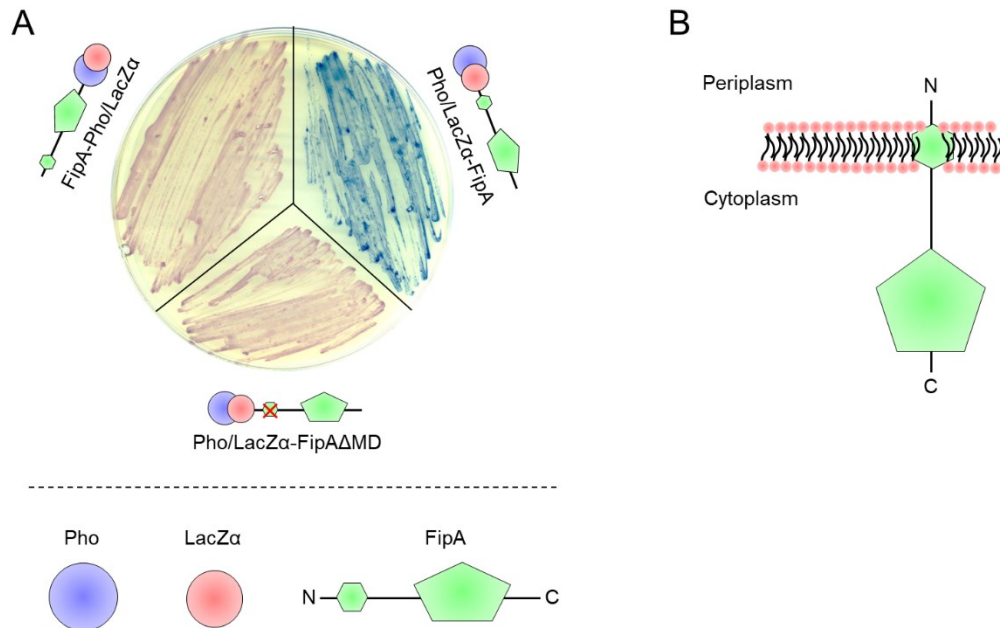 A
FipA-Pho/LacZα
Pho/LacZα-FipA
Pho/LacZα-FipAΔMD
Pho
LacZα
FipA
N
C
B
Periplasm
N
Cytoplasm
C